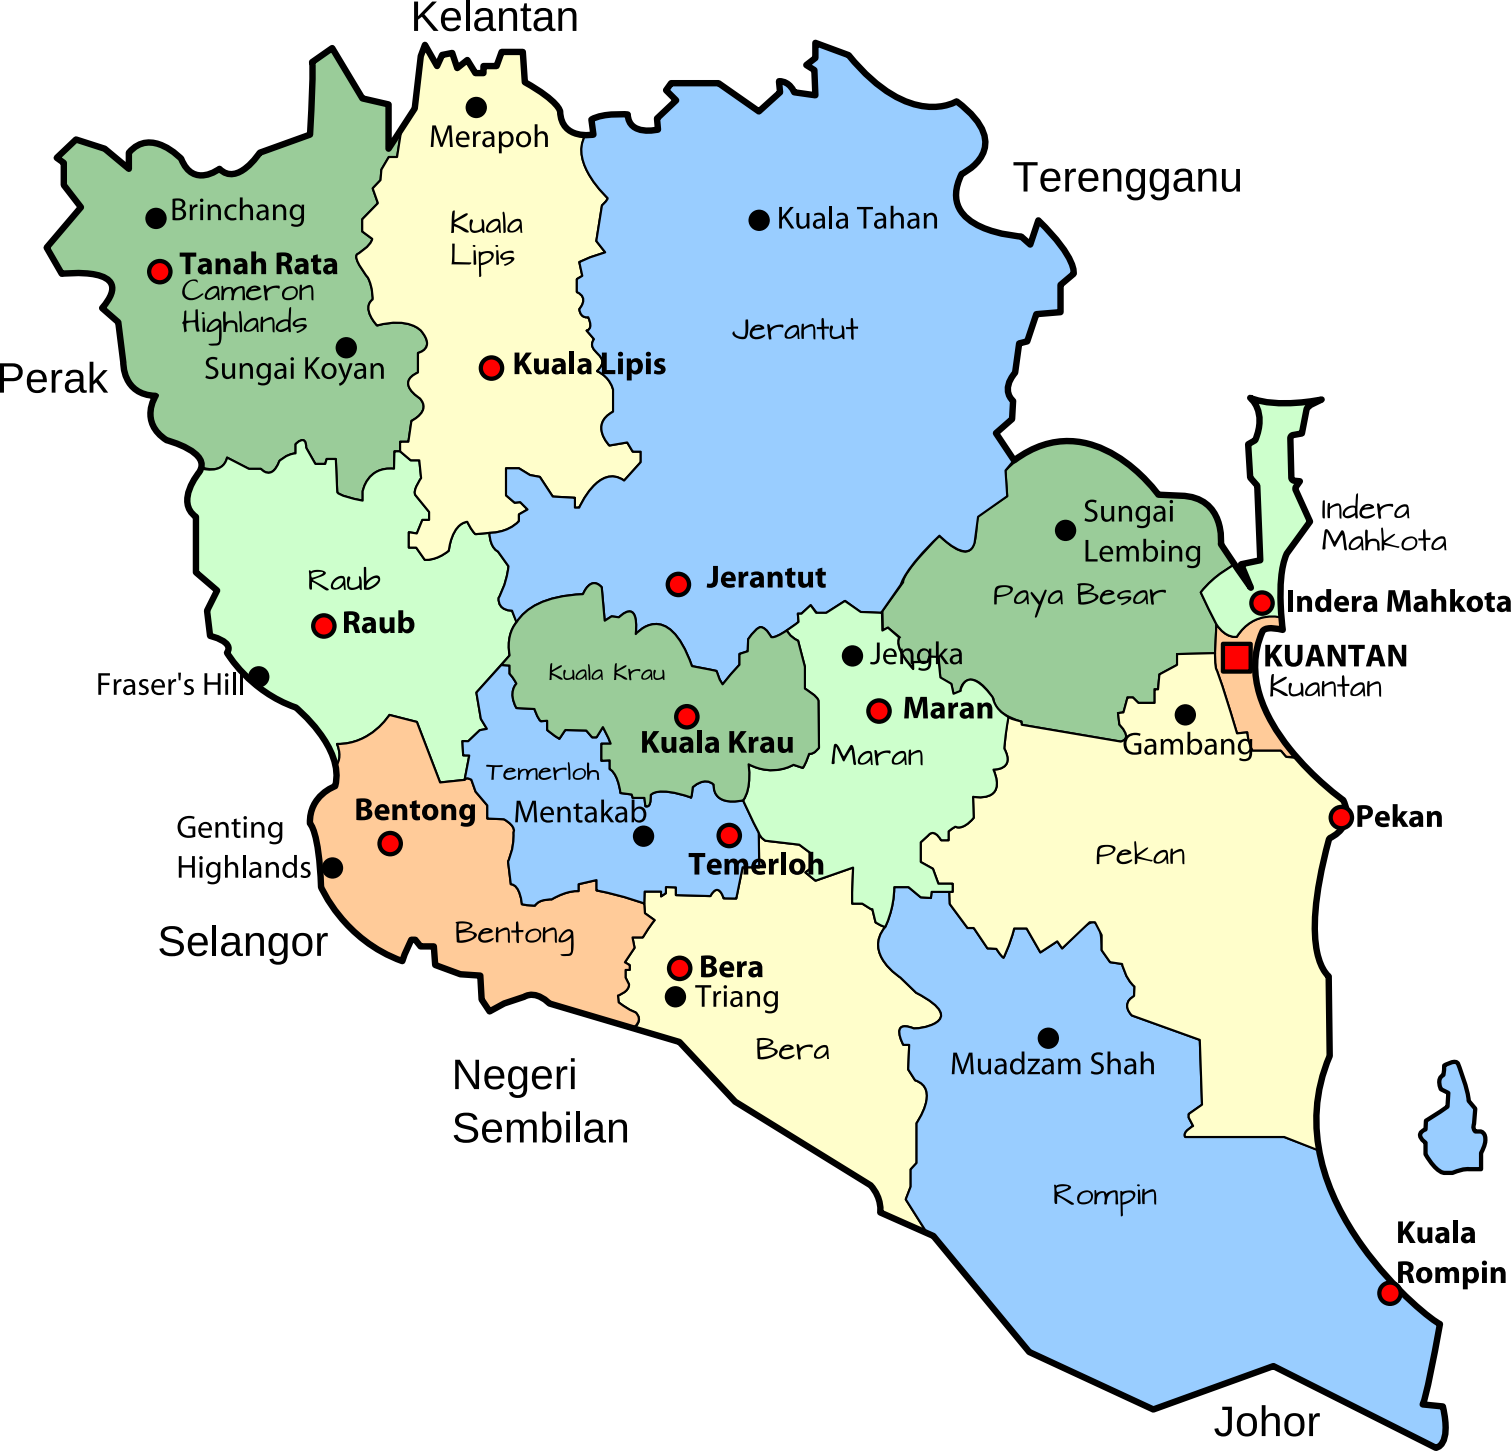 Kelantan
Merapoh
Terengganu
Brinchang
Kuala
Lipis
Kuala Tahan
Tanah Rata
Cameron
Highlands
Jerantut
Sungai Koyan
Kuala Lipis
Perak
Sungai
Lembing
Indera
Mahkota
Paya Besar
Indera Mahkota
Raub
Raub
Jerantut
Fraser's Hill
Kuala Krau
Jengka
KUANTAN
Kuantan
Maran
Kuala Krau
Gambang
Maran
Temerloh
Mentakab
Bentong
Pekan
Genting
Highlands
Temerloh
Pekan
Selangor
Bentong
Bera
Triang
Bera
Muadzam Shah
Negeri
Sembilan
Rompin
Kuala
Rompin
Johor